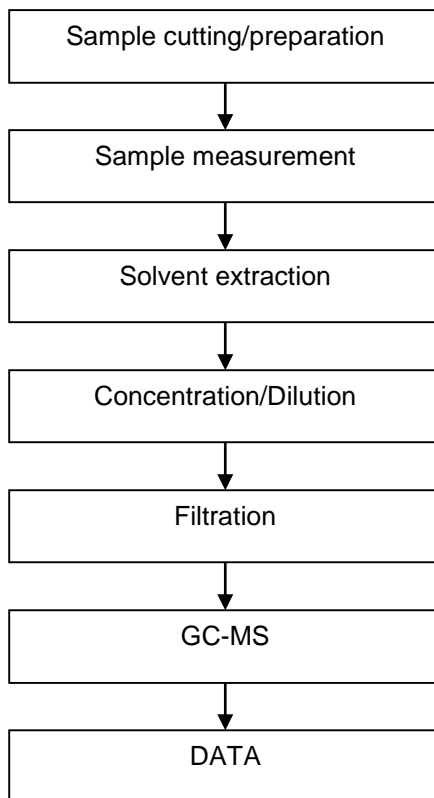 Sample cutting/preparation
Sample measurement
Solvent extraction
Concentration/Dilution
Filtration
GC-MS
DATA